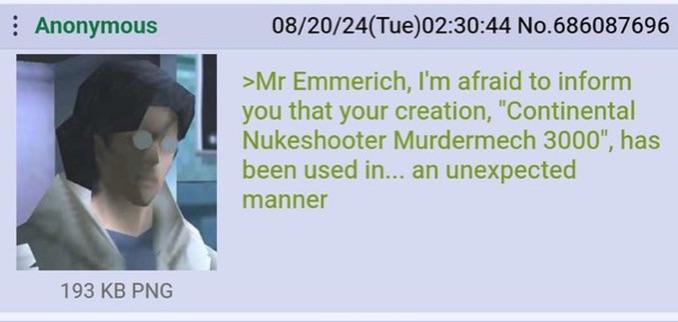 Anonymous 08/20/24(Tue)02:30:44 No.686087696
>Mr Emmerich, I'm afraid to inform
you that your creation, "Continental
Nukeshooter Murdermech 3000", has
been used in... an unexpected
manner
193 KB PNG